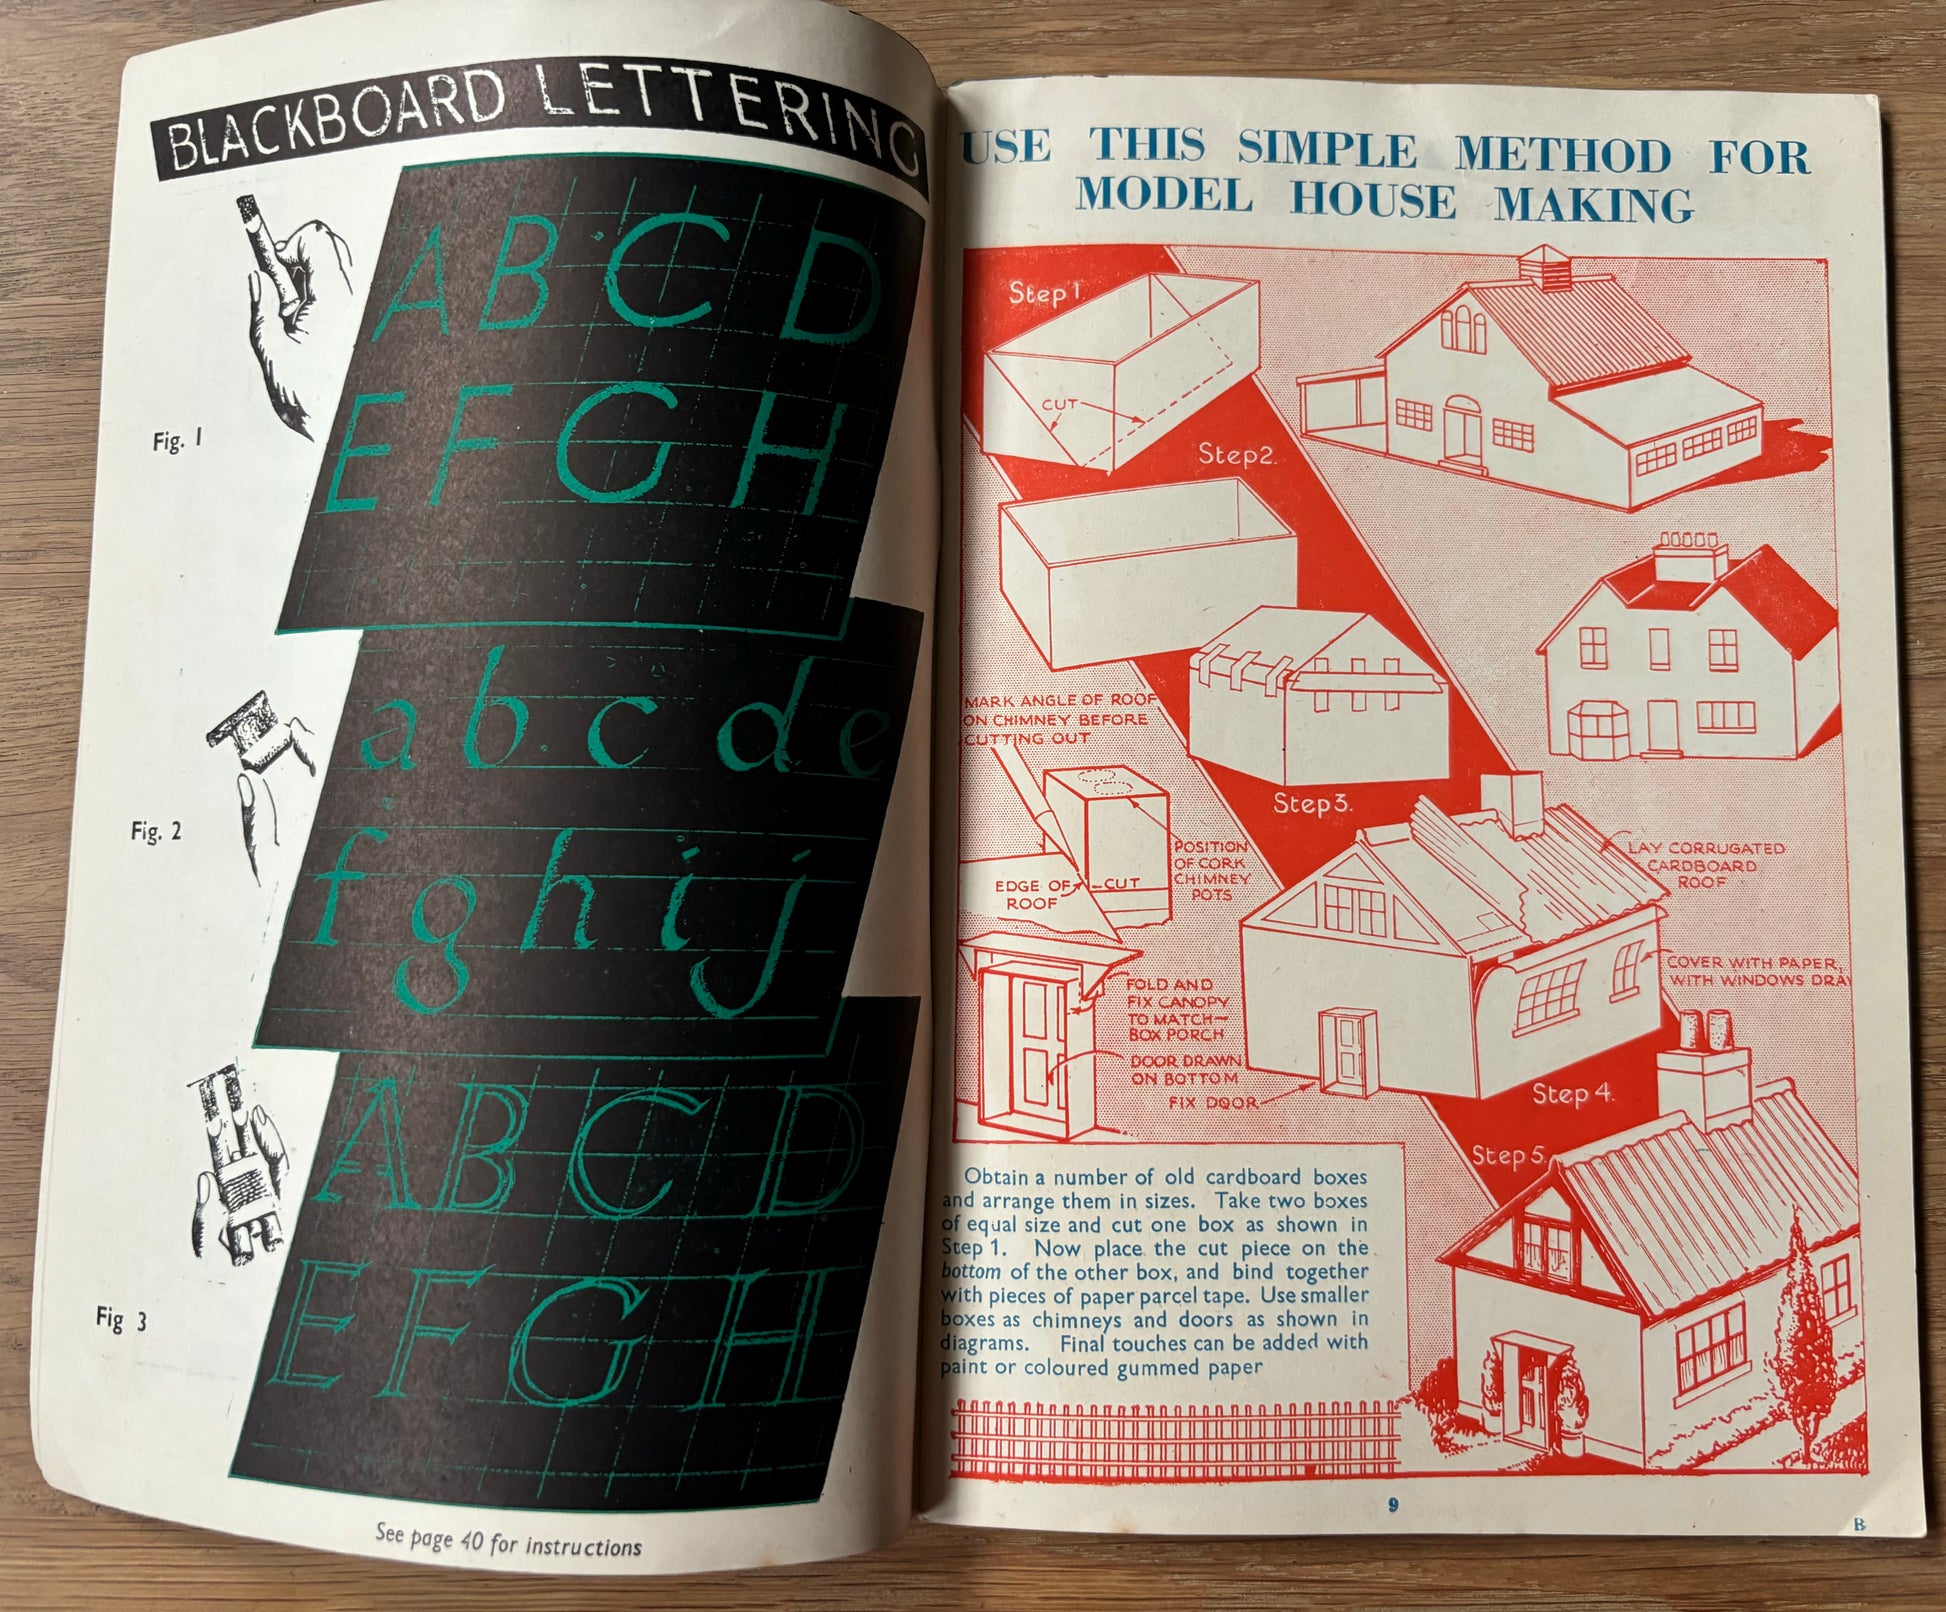 BLACKBOARD LETTERING
Fig. 1
A B C D
E F G H
Fig. 2
a b c d e
f g h i j
Fig 3
A B C D
E F G H
See page 40 for instructions
USE THIS SIMPLE METHOD FOR
MODEL HOUSE MAKING
Step 1.
CUT
Step 2.
MARK ANGLE OF ROOF
ON CHIMNEY BEFORE
CUTTING OUT
Step 3.
POSITION
OF CORK
CHIMNEY
POTS
EDGE OF
ROOF
CUT
LAY CORRUGATED
CARDBOARD
ROOF
COVER WITH PAPER,
WITH WINDOWS DRA
FOLD AND
FIX CANOPY
TO MATCH-
BOX PORCH
DOOR DRAWN
ON BOTTOM
FIX DOOR
Step 4.
Step 5.
Obtain a number of old cardboard boxes
and arrange them in sizes. Take two boxes
of equal size and cut one box as shown in
Step 1. Now place the cut piece on the
bottom of the other box, and bind together
with pieces of paper parcel tape. Use smaller
boxes as chimneys and doors as shown in
diagrams. Final touches can be added with
paint or coloured gummed paper
9
B